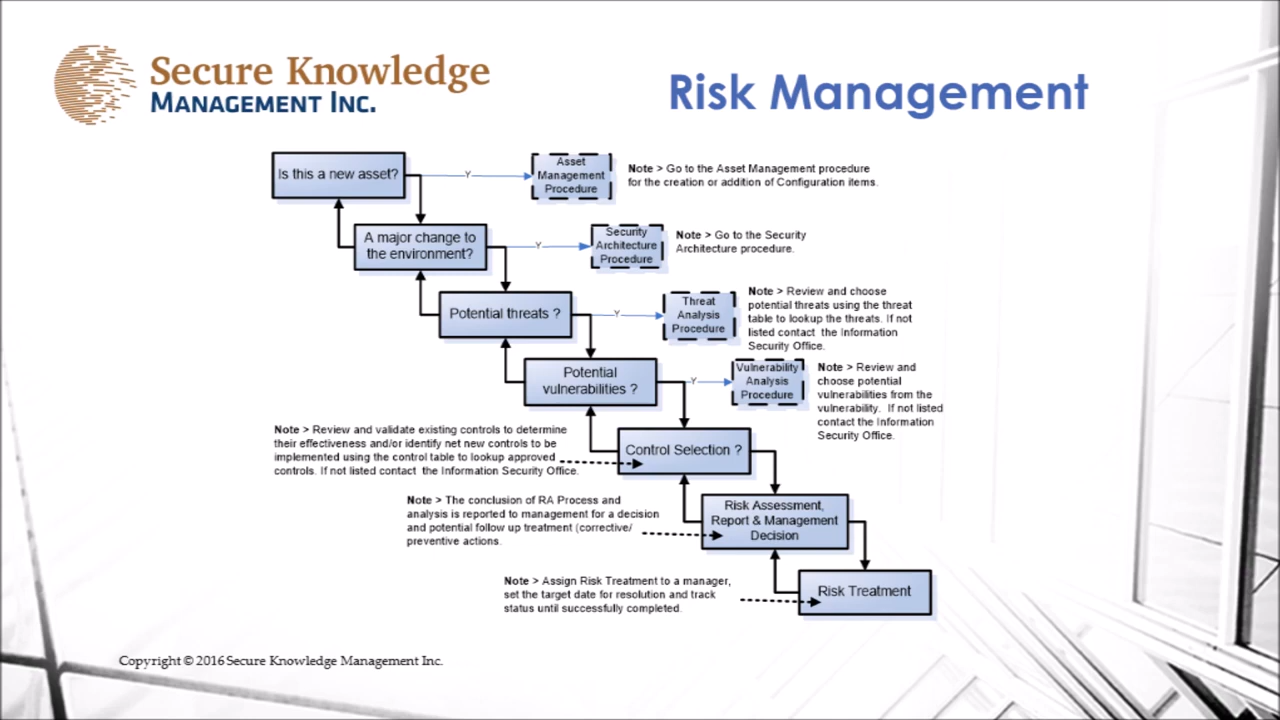 Secure Knowledge
MANAGEMENT INC.
Risk Management
Is this a new asset?
Y
Asset
Management
Procedure
Note > Go to the Asset Management procedure
for the creation or addition of Configuration items.
A major change to
the environment?
Y
Security
Architecture
Procedure
Note > Go to the Security
Architecture procedure.
Potential threats ?
Y
Threat
Analysis
Procedure
Note > Review and choose
potential threats using the threat
table to lookup the threats. If not
listed contact the Information
Security Office.
Potential
vulnerabilities ?
Y
Vulnerability
Analysis
Procedure
Note > Review and
choose potential
vulnerabilities from the
vulnerability. If not listed
contact the Information
Security Office.
Note > Review and validate existing controls to determine
their effectiveness and/or identify net new controls to be
implemented using the control table to lookup approved
controls. If not listed contact the Information Security Office.
Control Selection ?
Note > The conclusion of RA Process and
analysis is reported to management for a decision
and potential follow up treatment (corrective/
preventive actions.
Risk Assessment,
Report & Management
Decision
Note > Assign Risk Treatment to a manager,
set the target date for resolution and track
status until successfully completed.
Risk Treatment
Copyright © 2016 Secure Knowledge Management Inc.